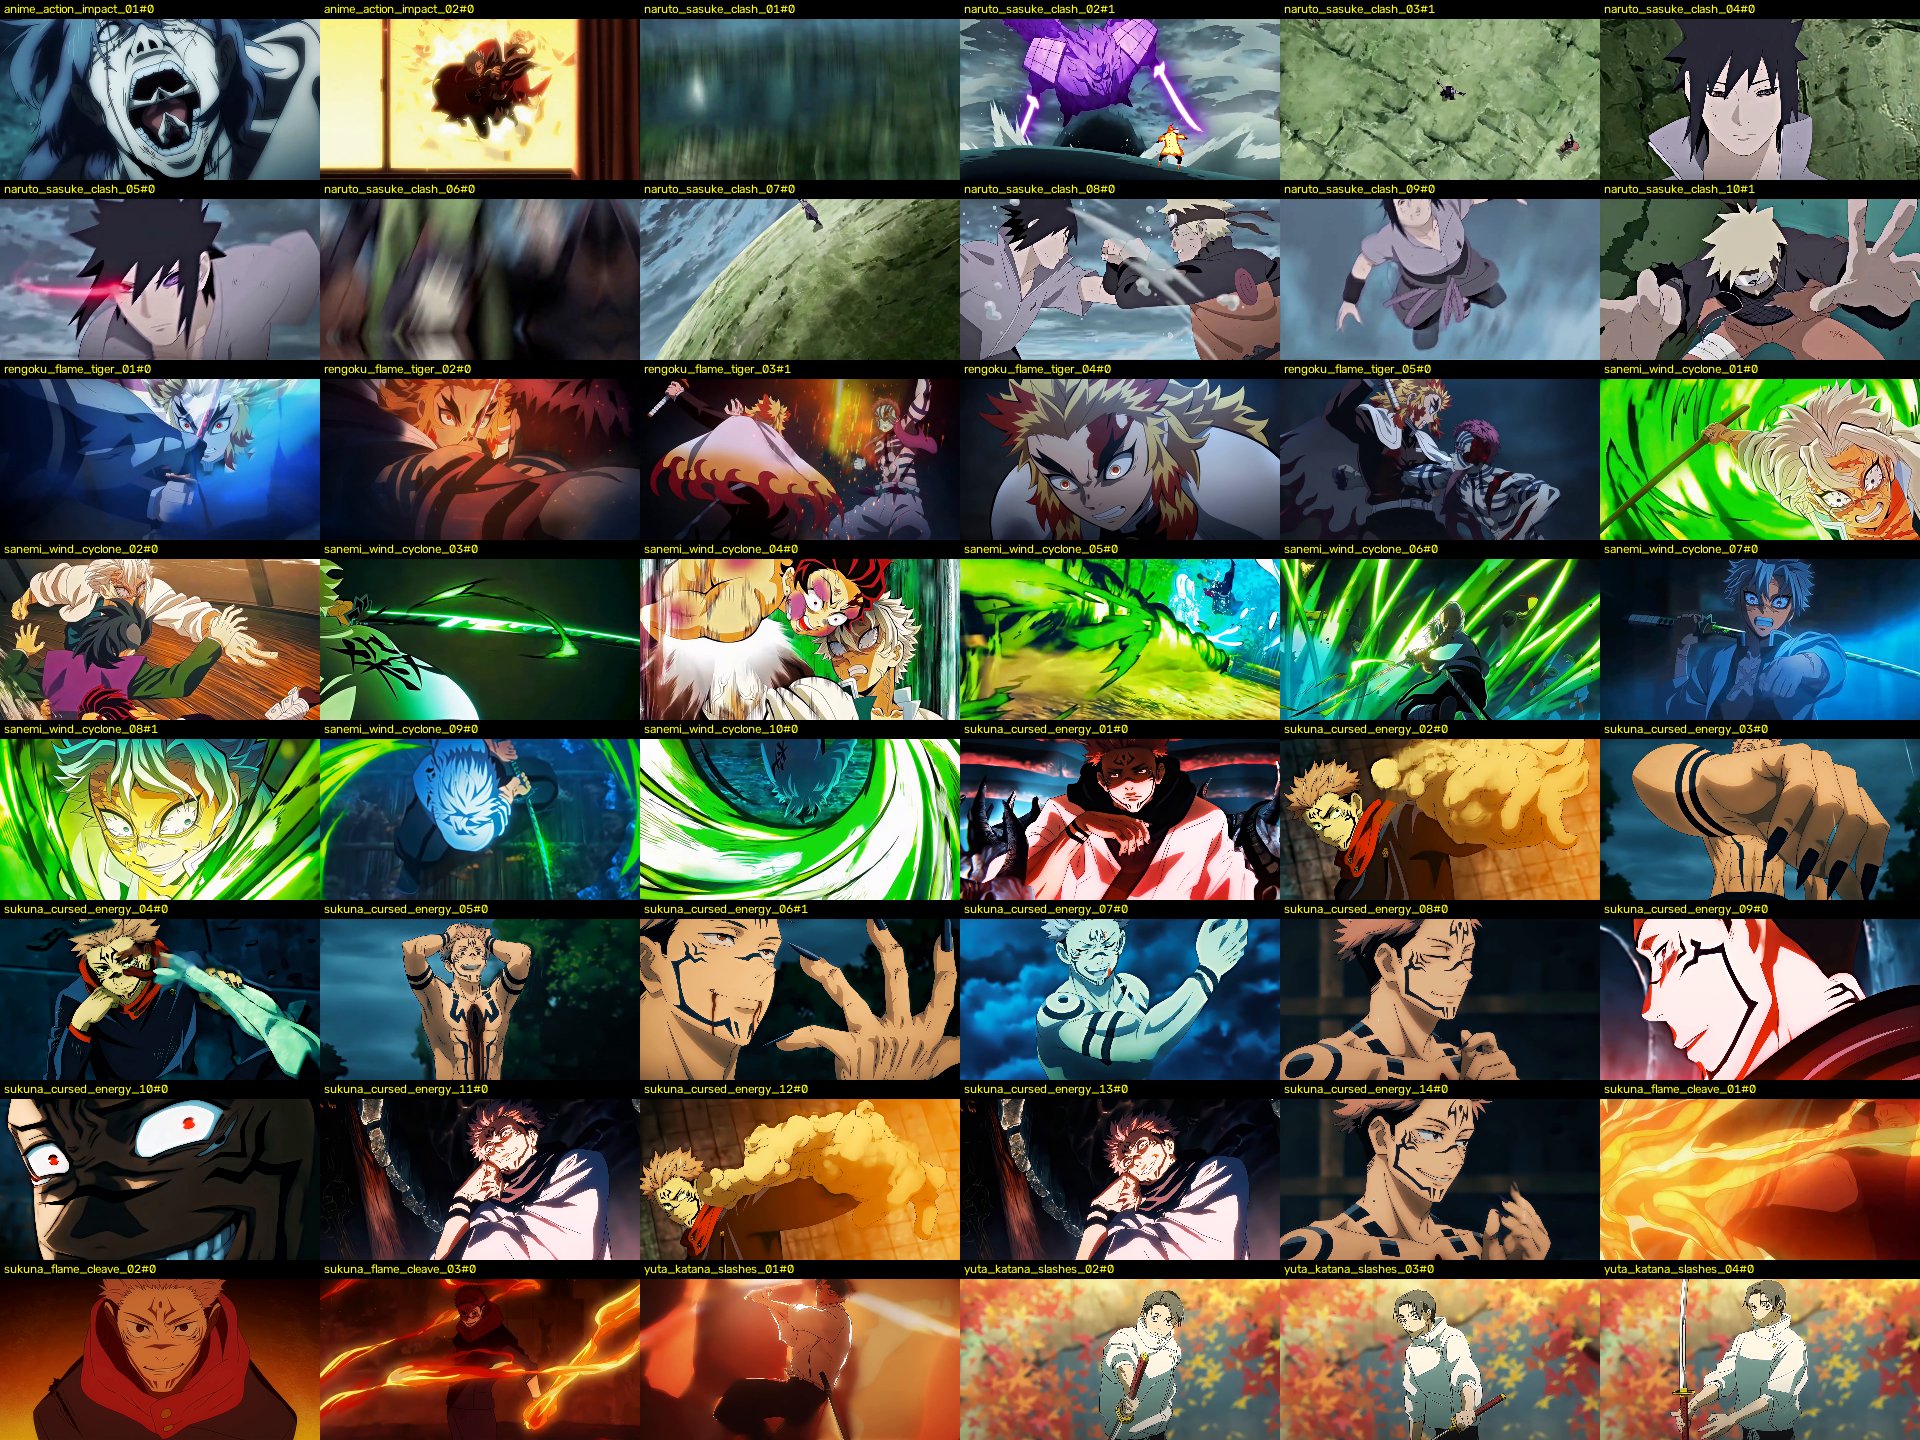 anime_action_impact_01#0
anime_action_impact_02#0
naruto_sasuke_clash_01#0
naruto_sasuke_clash_02#1
naruto_sasuke_clash_03#1
naruto_sasuke_clash_04#0
naruto_sasuke_clash_05#0
naruto_sasuke_clash_06#0
naruto_sasuke_clash_07#0
naruto_sasuke_clash_08#0
naruto_sasuke_clash_09#0
naruto_sasuke_clash_10#1
rengoku_flame_tiger_01#0
rengoku_flame_tiger_02#0
rengoku_flame_tiger_03#1
rengoku_flame_tiger_04#0
rengoku_flame_tiger_05#0
sanemi_wind_cyclone_01#0
sanemi_wind_cyclone_02#0
sanemi_wind_cyclone_03#0
sanemi_wind_cyclone_04#0
sanemi_wind_cyclone_05#0
sanemi_wind_cyclone_06#0
sanemi_wind_cyclone_07#0
sanemi_wind_cyclone_08#1
sanemi_wind_cyclone_09#0
sanemi_wind_cyclone_10#0
sukuna_cursed_energy_01#0
sukuna_cursed_energy_02#0
sukuna_cursed_energy_03#0
sukuna_cursed_energy_04#0
sukuna_cursed_energy_05#0
sukuna_cursed_energy_06#1
sukuna_cursed_energy_07#0
sukuna_cursed_energy_08#0
sukuna_cursed_energy_09#0
sukuna_cursed_energy_10#0
sukuna_cursed_energy_11#0
sukuna_cursed_energy_12#0
sukuna_cursed_energy_13#0
sukuna_cursed_energy_14#0
sukuna_flame_cleave_01#0
sukuna_flame_cleave_02#0
sukuna_flame_cleave_03#0
yuta_katana_slashes_01#0
yuta_katana_slashes_02#0
yuta_katana_slashes_03#0
yuta_katana_slashes_04#0